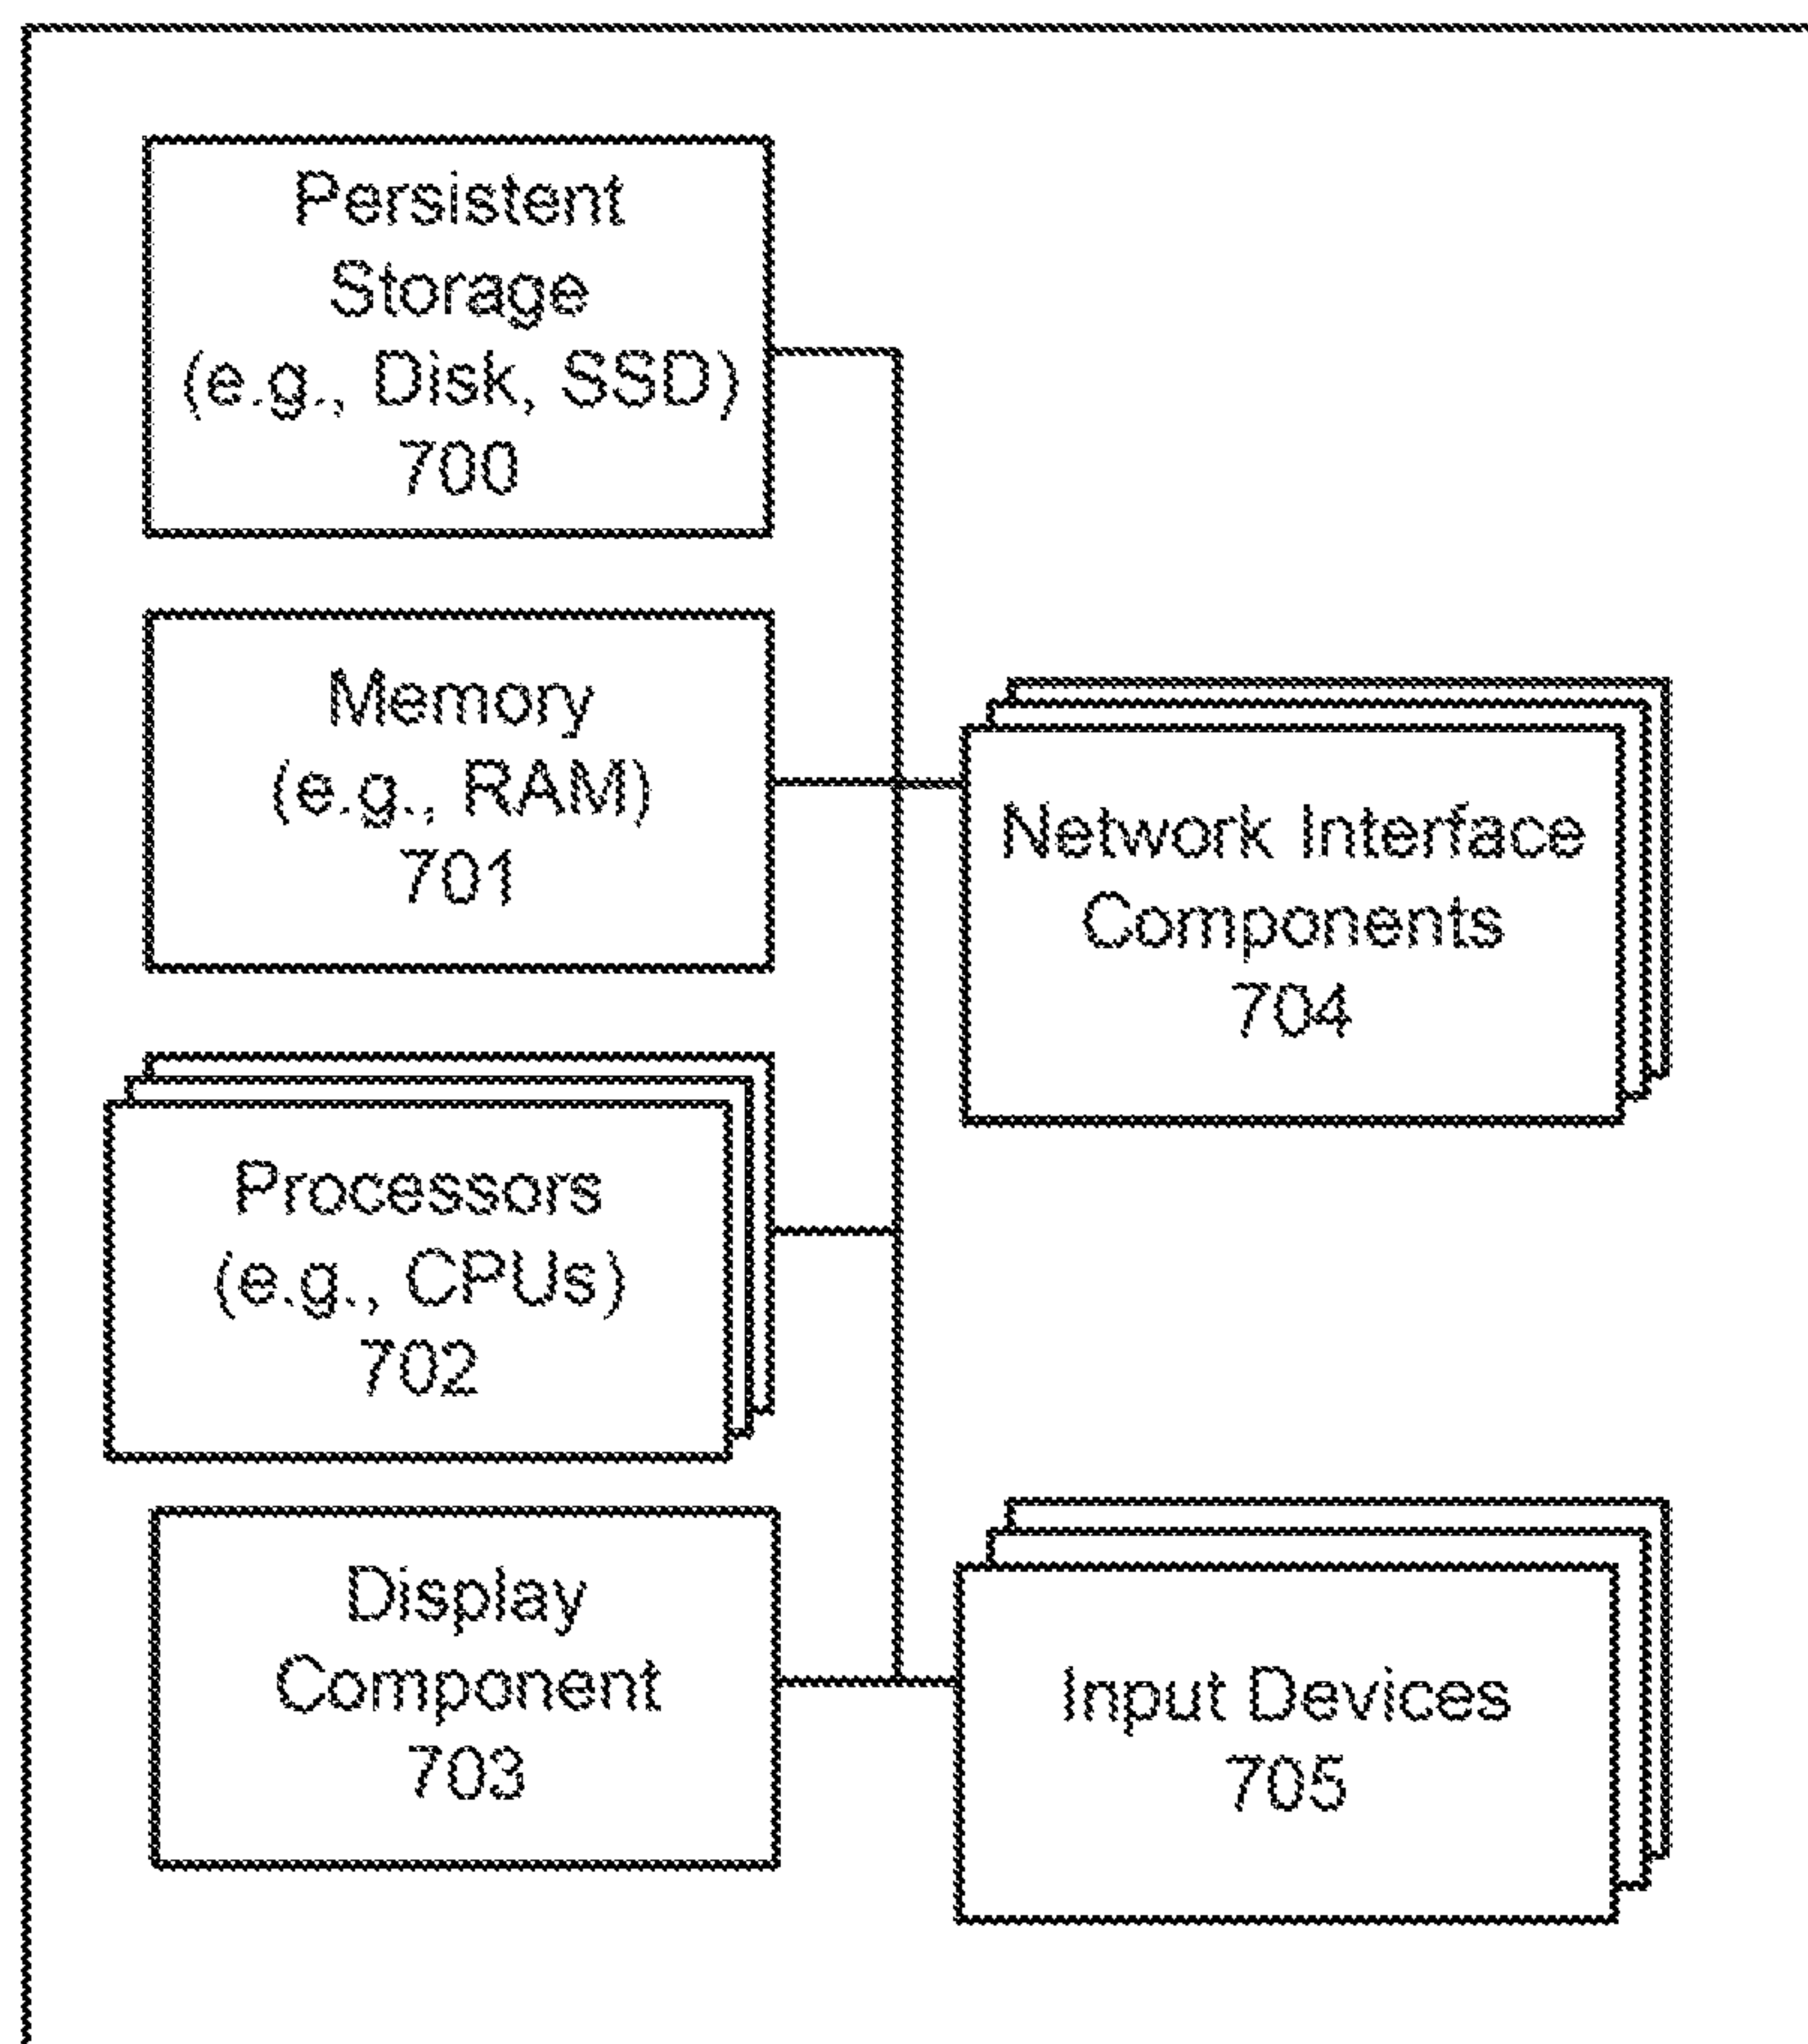 Persistent
Storage
(e.g., Disk, SSD)
700
Memory
(e.g., RAM)
701
Network Interface
Components
704
Processors
(e.g., CPUs)
702
Display
Component
703
Input Devices
705